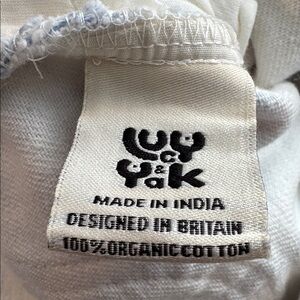 LUCY
&
YaK
MADE IN INDIA
DESIGNED IN BRITAIN
100% ORGANIC COTTON